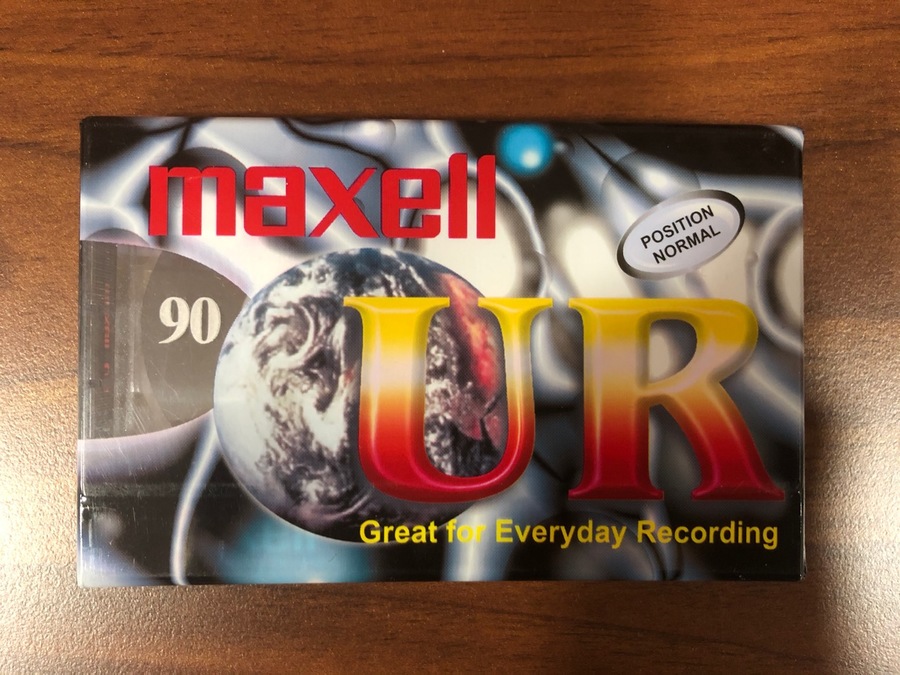 maxell
POSITION
NORMAL
90
UR
Great for Everyday Recording